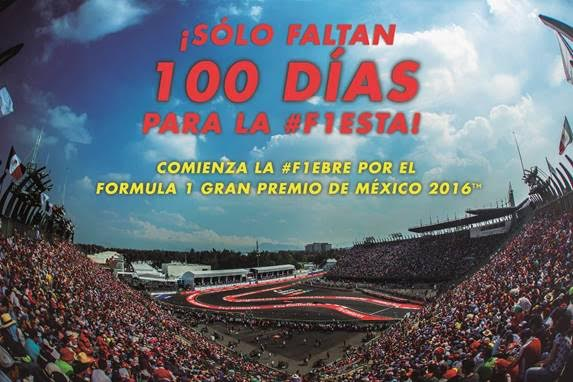 ¡SÓLO FALTAN
100 DÍAS
PARA LA #F1ESTA!
COMIENZA LA #F1EBRE POR EL
FORMULA 1 GRAN PREMIO DE MÉXICO 2016™